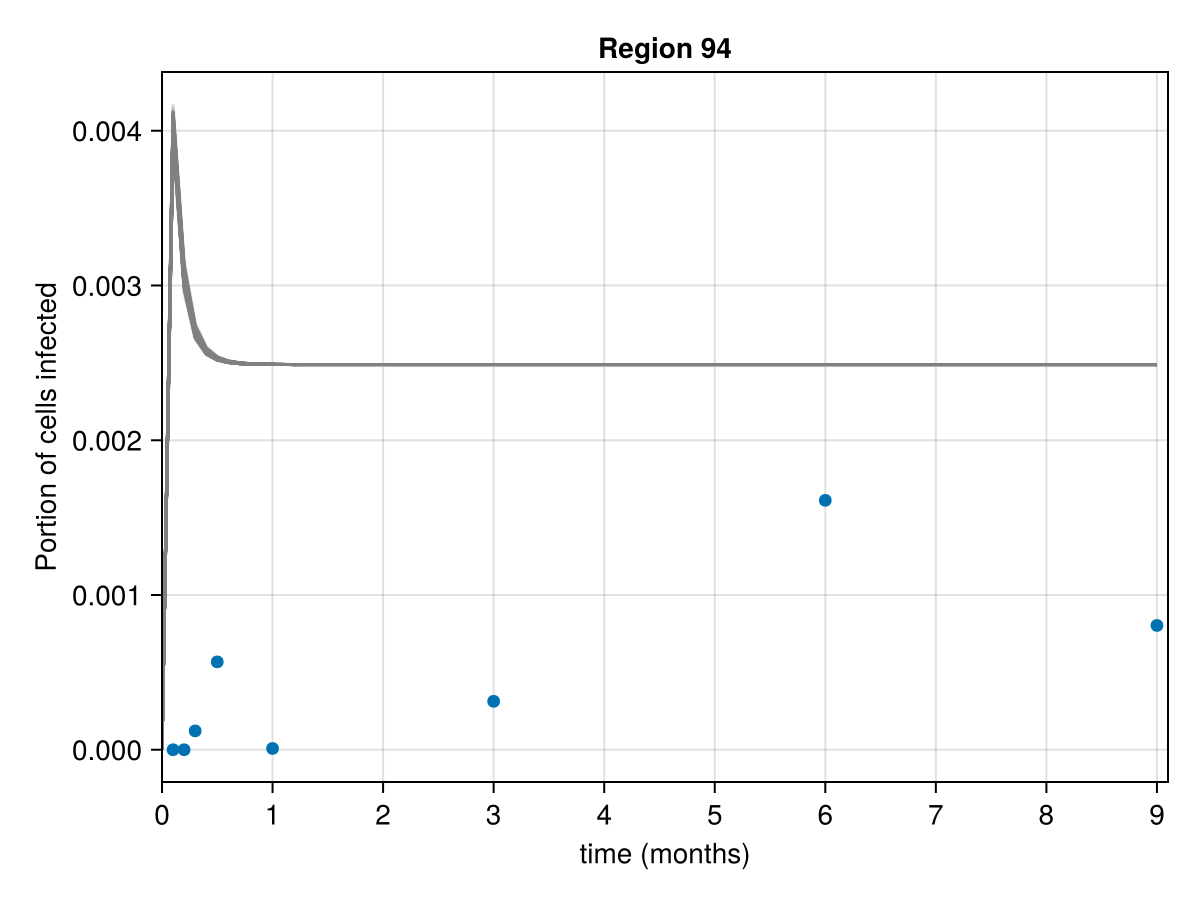 Region 94
Portion of cells infected
0.004
0.003
0.002
0.001
0.000
0 1 2 3 4 5 6 7 8 9
time (months)